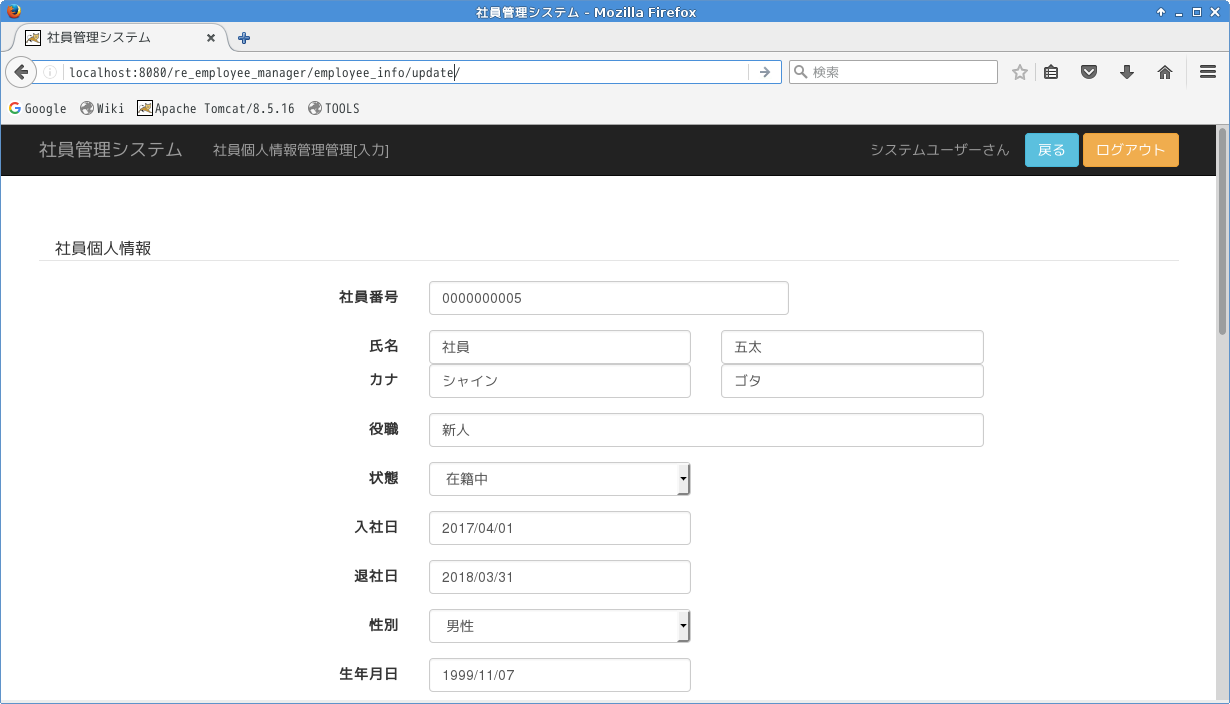 社員管理システム - Mozilla Firefox
社員管理システム
localhost:8080/re_employee_manager/employee_info/update/
検索
Google Wiki Apache Tomcat/8.5.16 TOOLS
社員管理システム 社員個人情報管理管理[入力] システムユーザーさん 戻る ログアウト
社員個人情報
社員番号 0000000005
氏名 社員 五太
カナ シャイン ゴタ
役職 新人
状態 在籍中
入社日 2017/04/01
退社日 2018/03/31
性別 男性
生年月日 1999/11/07